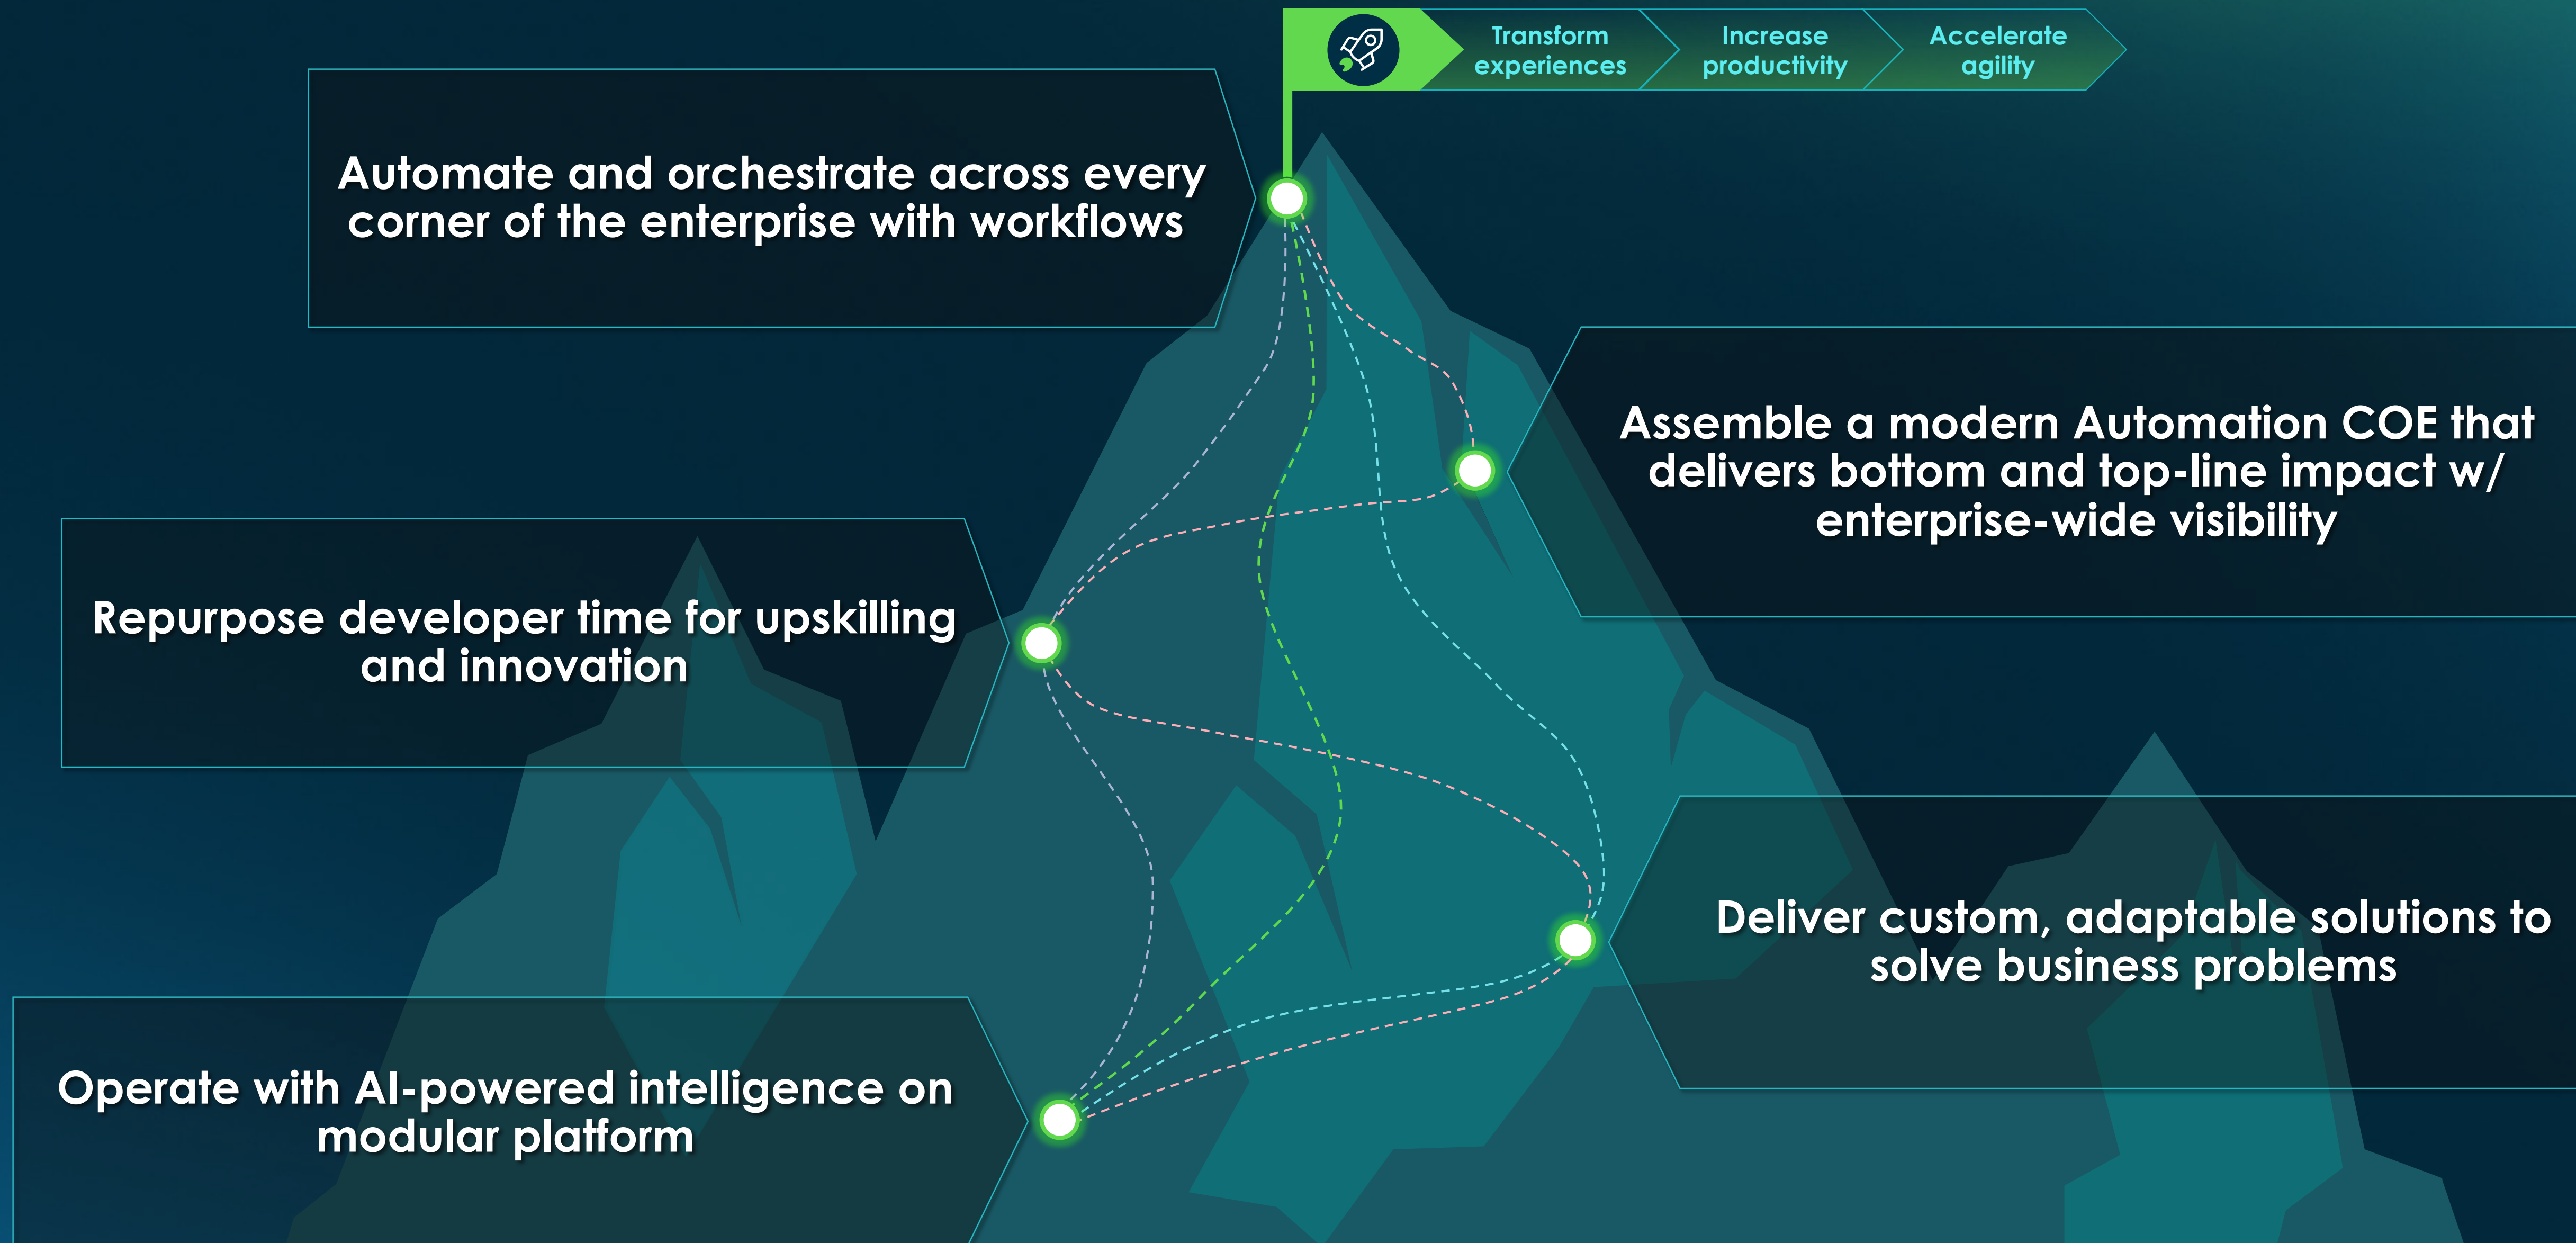 Transform
experiences
Increase
productivity
Accelerate
agility
Automate and orchestrate across every
corner of the enterprise with workflows
Assemble a modern Automation COE that
delivers bottom and top-line impact w/
enterprise-wide visibility
Repurpose developer time for upskilling
and innovation
Deliver custom, adaptable solutions to
solve business problems
Operate with AI-powered intelligence on
modular platform